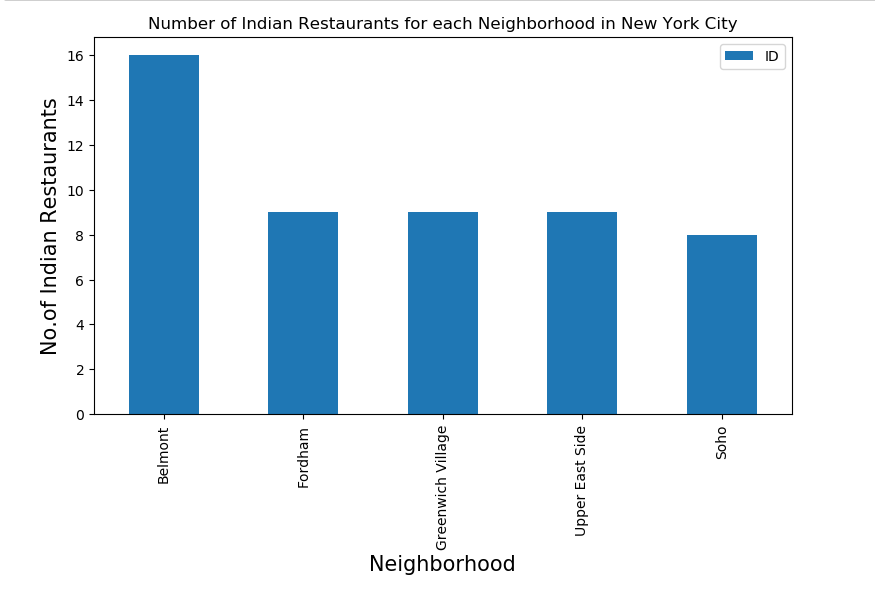 Number of Indian Restaurants for each Neighborhood in New York City
ID
No.of Indian Restaurants
16
14
12
10
8
6
4
2
0
Belmont
Fordham
Greenwich Village
Upper East Side
Soho
Neighborhood